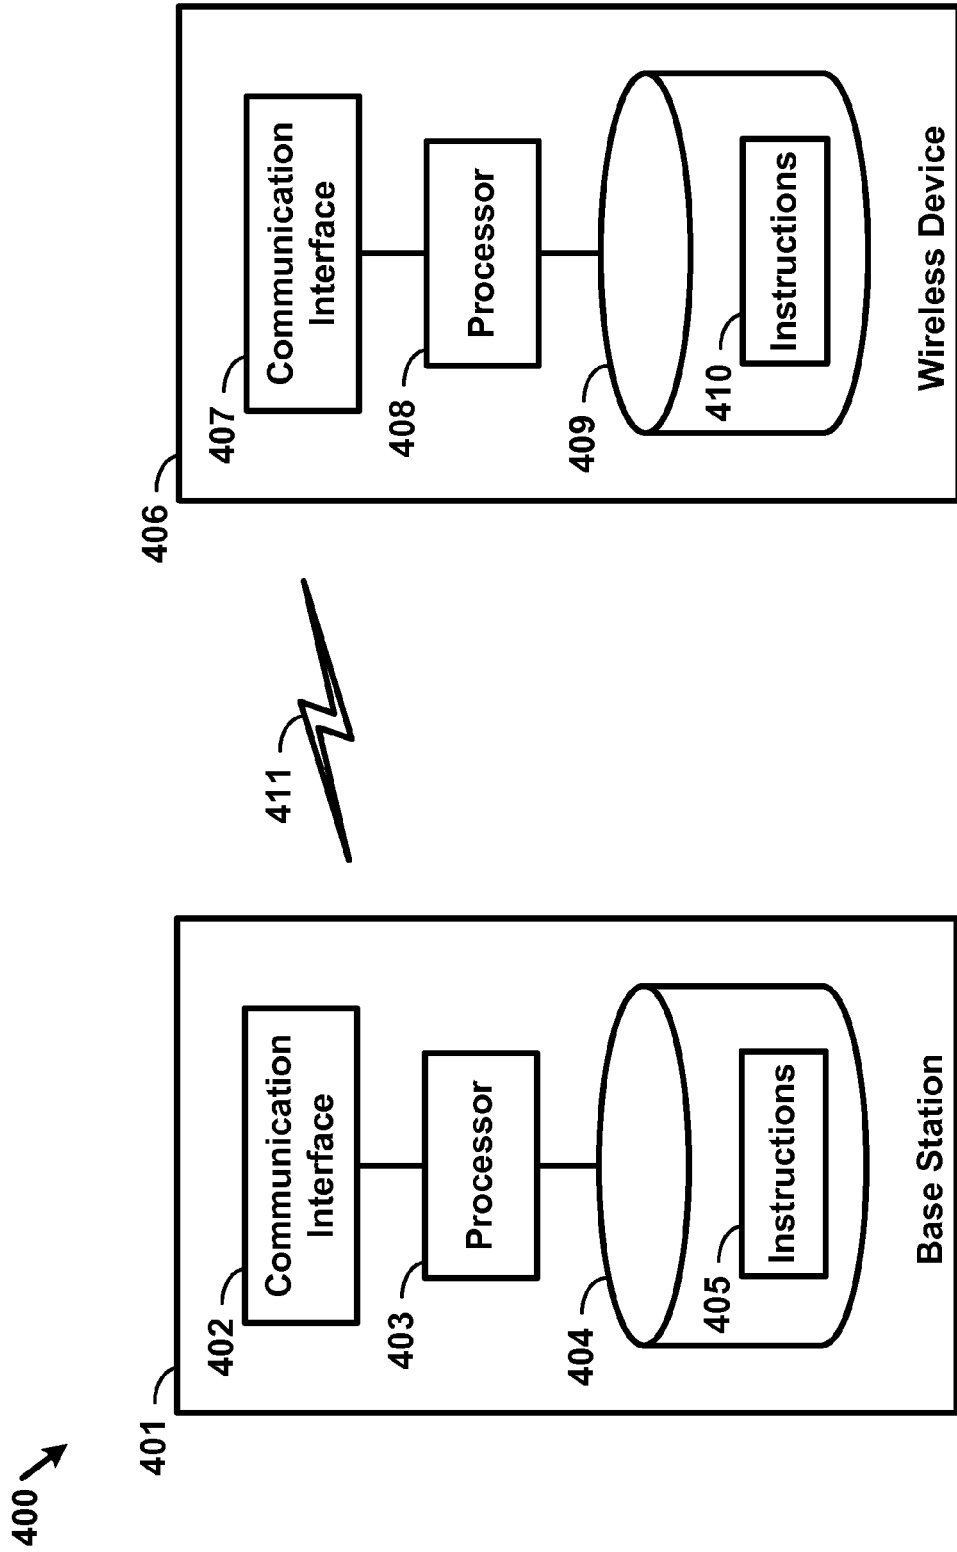 400
401
402
Communication
Interface
403
Processor
404
405
Instructions
Base Station
411
406
407
Communication
Interface
408
Processor
409
410
Instructions
Wireless Device